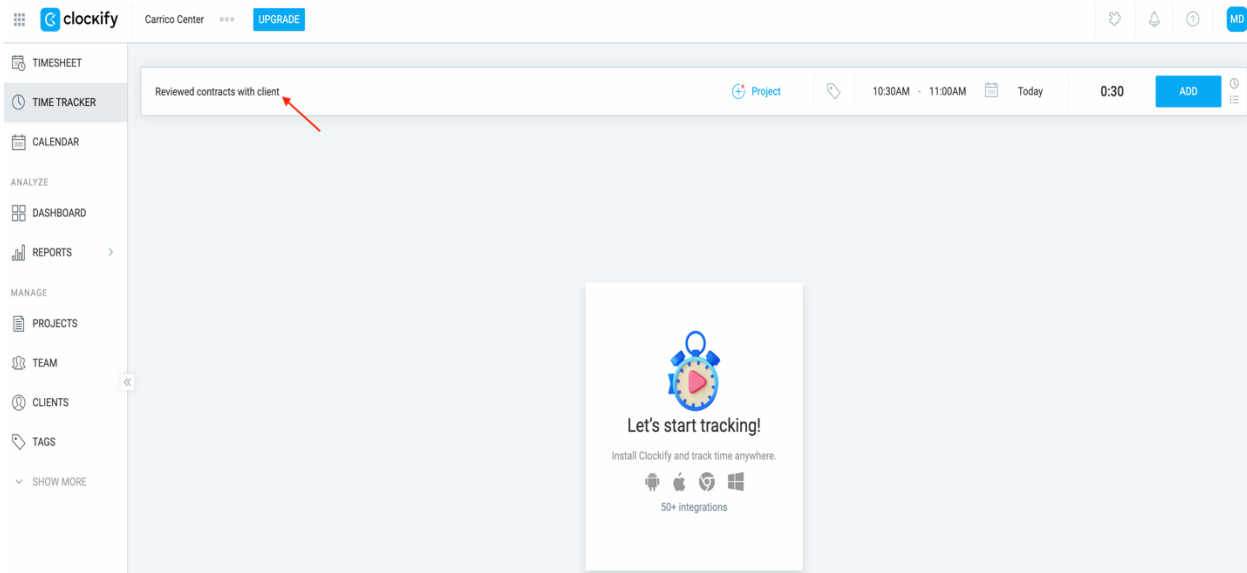 clockify
Carrico Center
UPGRADE
MD
TIMESHEET
TIME TRACKER
CALENDAR
ANALYZE
DASHBOARD
REPORTS
MANAGE
PROJECTS
TEAM
CLIENTS
TAGS
SHOW MORE
Reviewed contracts with client
Project
10:30AM - 11:00AM
Today
0:30
ADD
Let's start tracking!
Install Clockify and track time anywhere.
50+ integrations